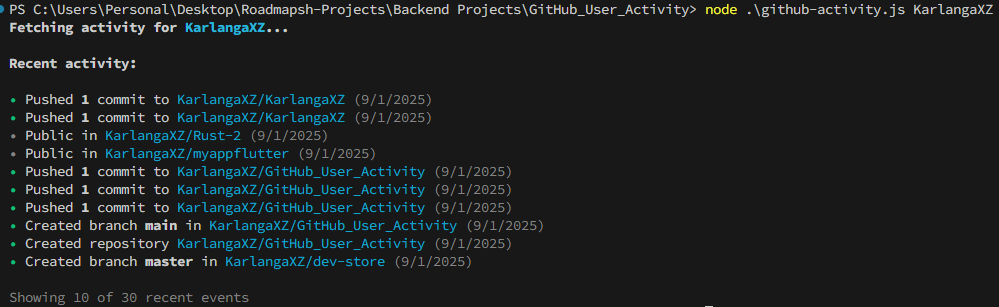 PS C:\Users\Personal\Desktop\Roadmapsh-Projects\Backend Projects\GitHub_User_Activity> node .\github-activity.js KarlangaXZ
Fetching activity for KarlangaXZ...
Recent activity:
• Pushed 1 commit to KarlangaXZ/KarlangaXZ (9/1/2025)
• Pushed 1 commit to KarlangaXZ/KarlangaXZ (9/1/2025)
• Public in KarlangaXZ/Rust-2 (9/1/2025)
• Public in KarlangaXZ/myappflutter (9/1/2025)
• Pushed 1 commit to KarlangaXZ/GitHub_User_Activity (9/1/2025)
• Pushed 1 commit to KarlangaXZ/GitHub_User_Activity (9/1/2025)
• Pushed 1 commit to KarlangaXZ/GitHub_User_Activity (9/1/2025)
• Created branch main in KarlangaXZ/GitHub_User_Activity (9/1/2025)
• Created repository KarlangaXZ/GitHub_User_Activity (9/1/2025)
• Created branch master in KarlangaXZ/dev-store (9/1/2025)
Showing 10 of 30 recent events